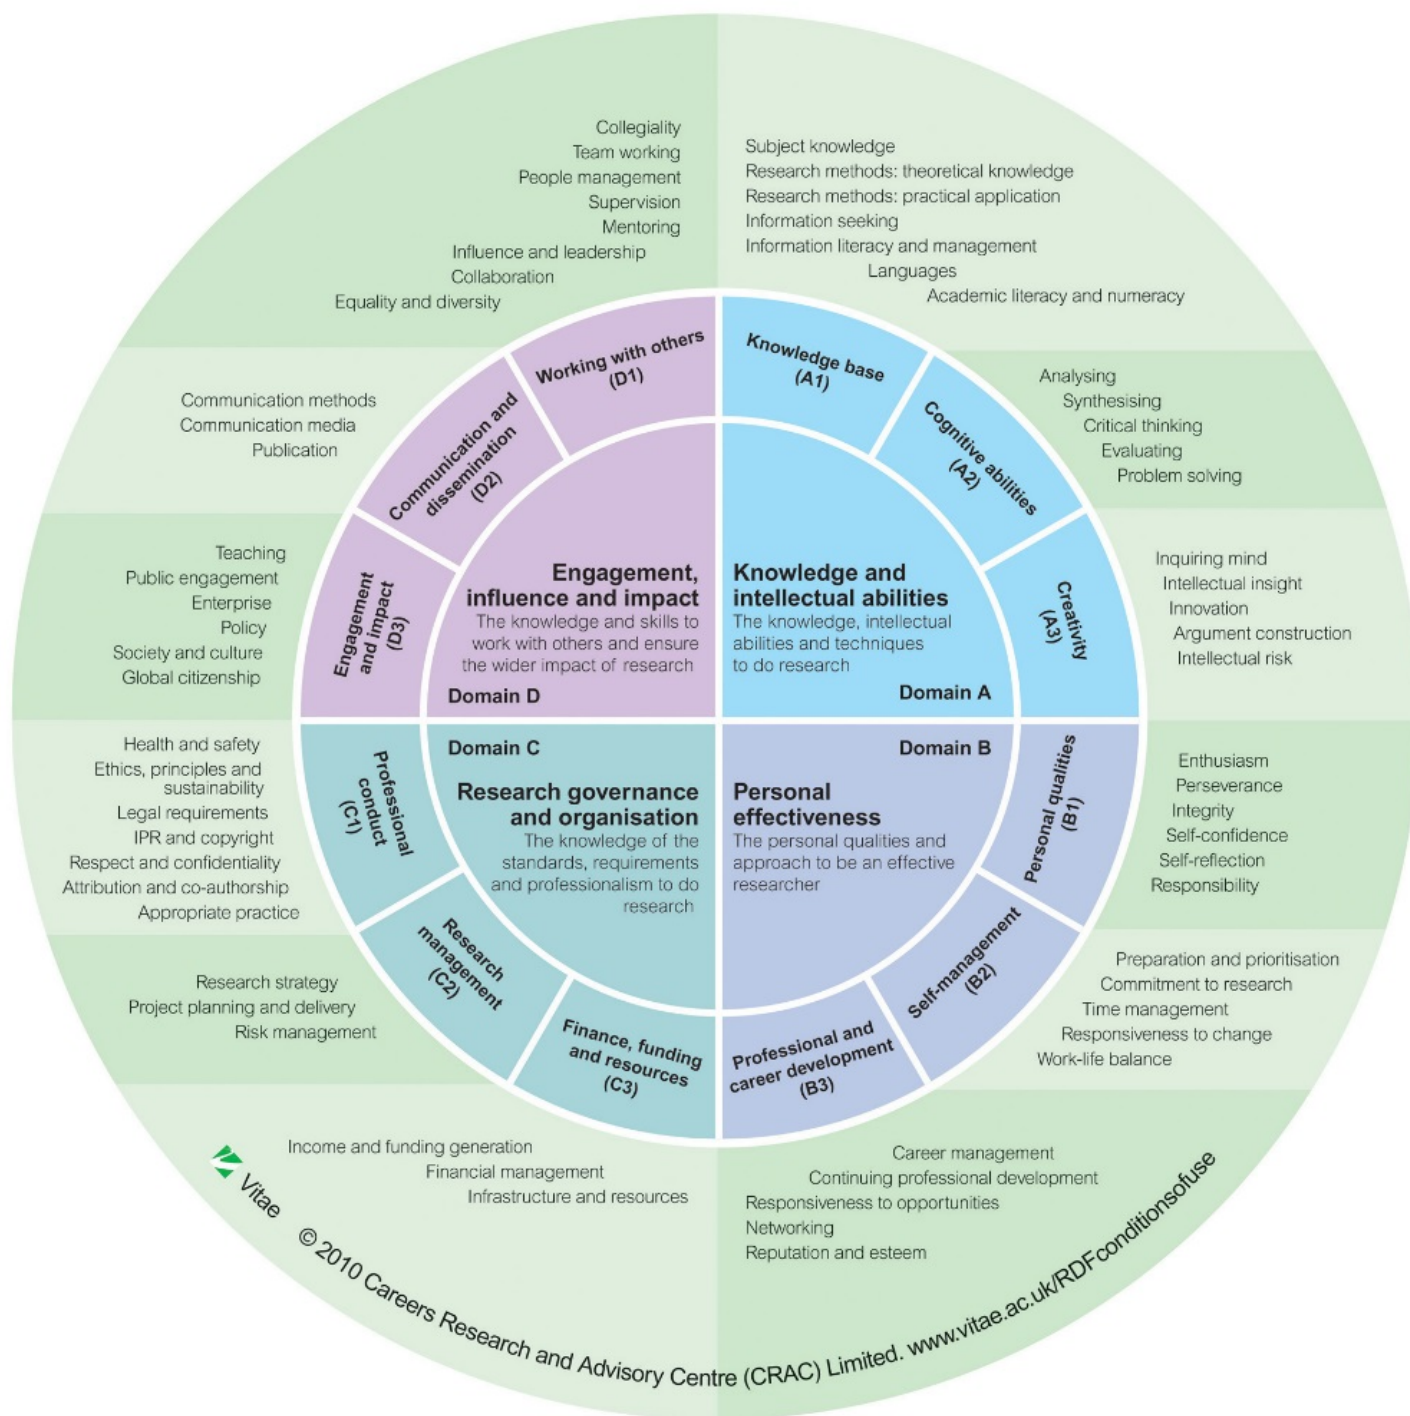 Collegiality
Team working
People management
Supervision
Mentoring
Influence and leadership
Collaboration
Equality and diversity
Subject knowledge
Research methods: theoretical knowledge
Research methods: practical application
Information seeking
Information literacy and management
Languages
Academic literacy and numeracy
Communication methods
Communication media
Publication
Analysing
Synthesising
Critical thinking
Evaluating
Problem solving
Teaching
Public engagement
Enterprise
Policy
Society and culture
Global citizenship
Inquiring mind
Intellectual insight
Innovation
Argument construction
Intellectual risk
Working with others
(D1)
Knowledge base
(A1)
Communication and
dissemination
(D2)
Cognitive abilities
(A2)
Engagement
and impact
(D3)
Creativity
(A3)
Engagement,
influence and impact
The knowledge and skills to
work with others and ensure
the wider impact of research
Domain D
Knowledge and
intellectual abilities
The knowledge, intellectual
abilities and techniques
to do research
Domain A
Domain C
Research governance
and organisation
The knowledge of the
standards, requirements
and professionalism to do
research
Domain B
Personal
effectiveness
The personal qualities and
approach to be an effective
researcher
Professional
conduct
(C1)
Personal qualities
(B1)
Research
management
(C2)
Self-management
(B2)
Finance, funding
and resources
(C3)
Professional and
career development
(B3)
Health and safety
Ethics, principles and
sustainability
Legal requirements
IPR and copyright
Respect and confidentiality
Attribution and co-authorship
Appropriate practice
Enthusiasm
Perseverance
Integrity
Self-confidence
Self-reflection
Responsibility
Research strategy
Project planning and delivery
Risk management
Preparation and prioritisation
Commitment to research
Time management
Responsiveness to change
Work-life balance
Income and funding generation
Financial management
Infrastructure and resources
Career management
Continuing professional development
Responsiveness to opportunities
Networking
Reputation and esteem
Vitae © 2010 Careers Research and Advisory Centre (CRAC) Limited. www.vitae.ac.uk/RDFconditionsofuse